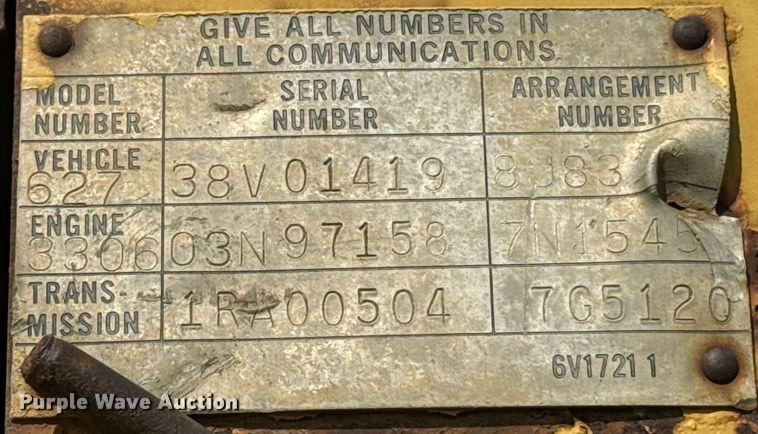 GIVE ALL NUMBERS IN
ALL COMMUNICATIONS
MODEL NUMBER SERIAL NUMBER ARRANGEMENT NUMBER
VEHICLE
627 38V01419 8J83
ENGINE
3306 03N97158 7N1545
TRANS-
MISSION 1RA00504 7G5120
6V1721 1
Purple Wave Auction